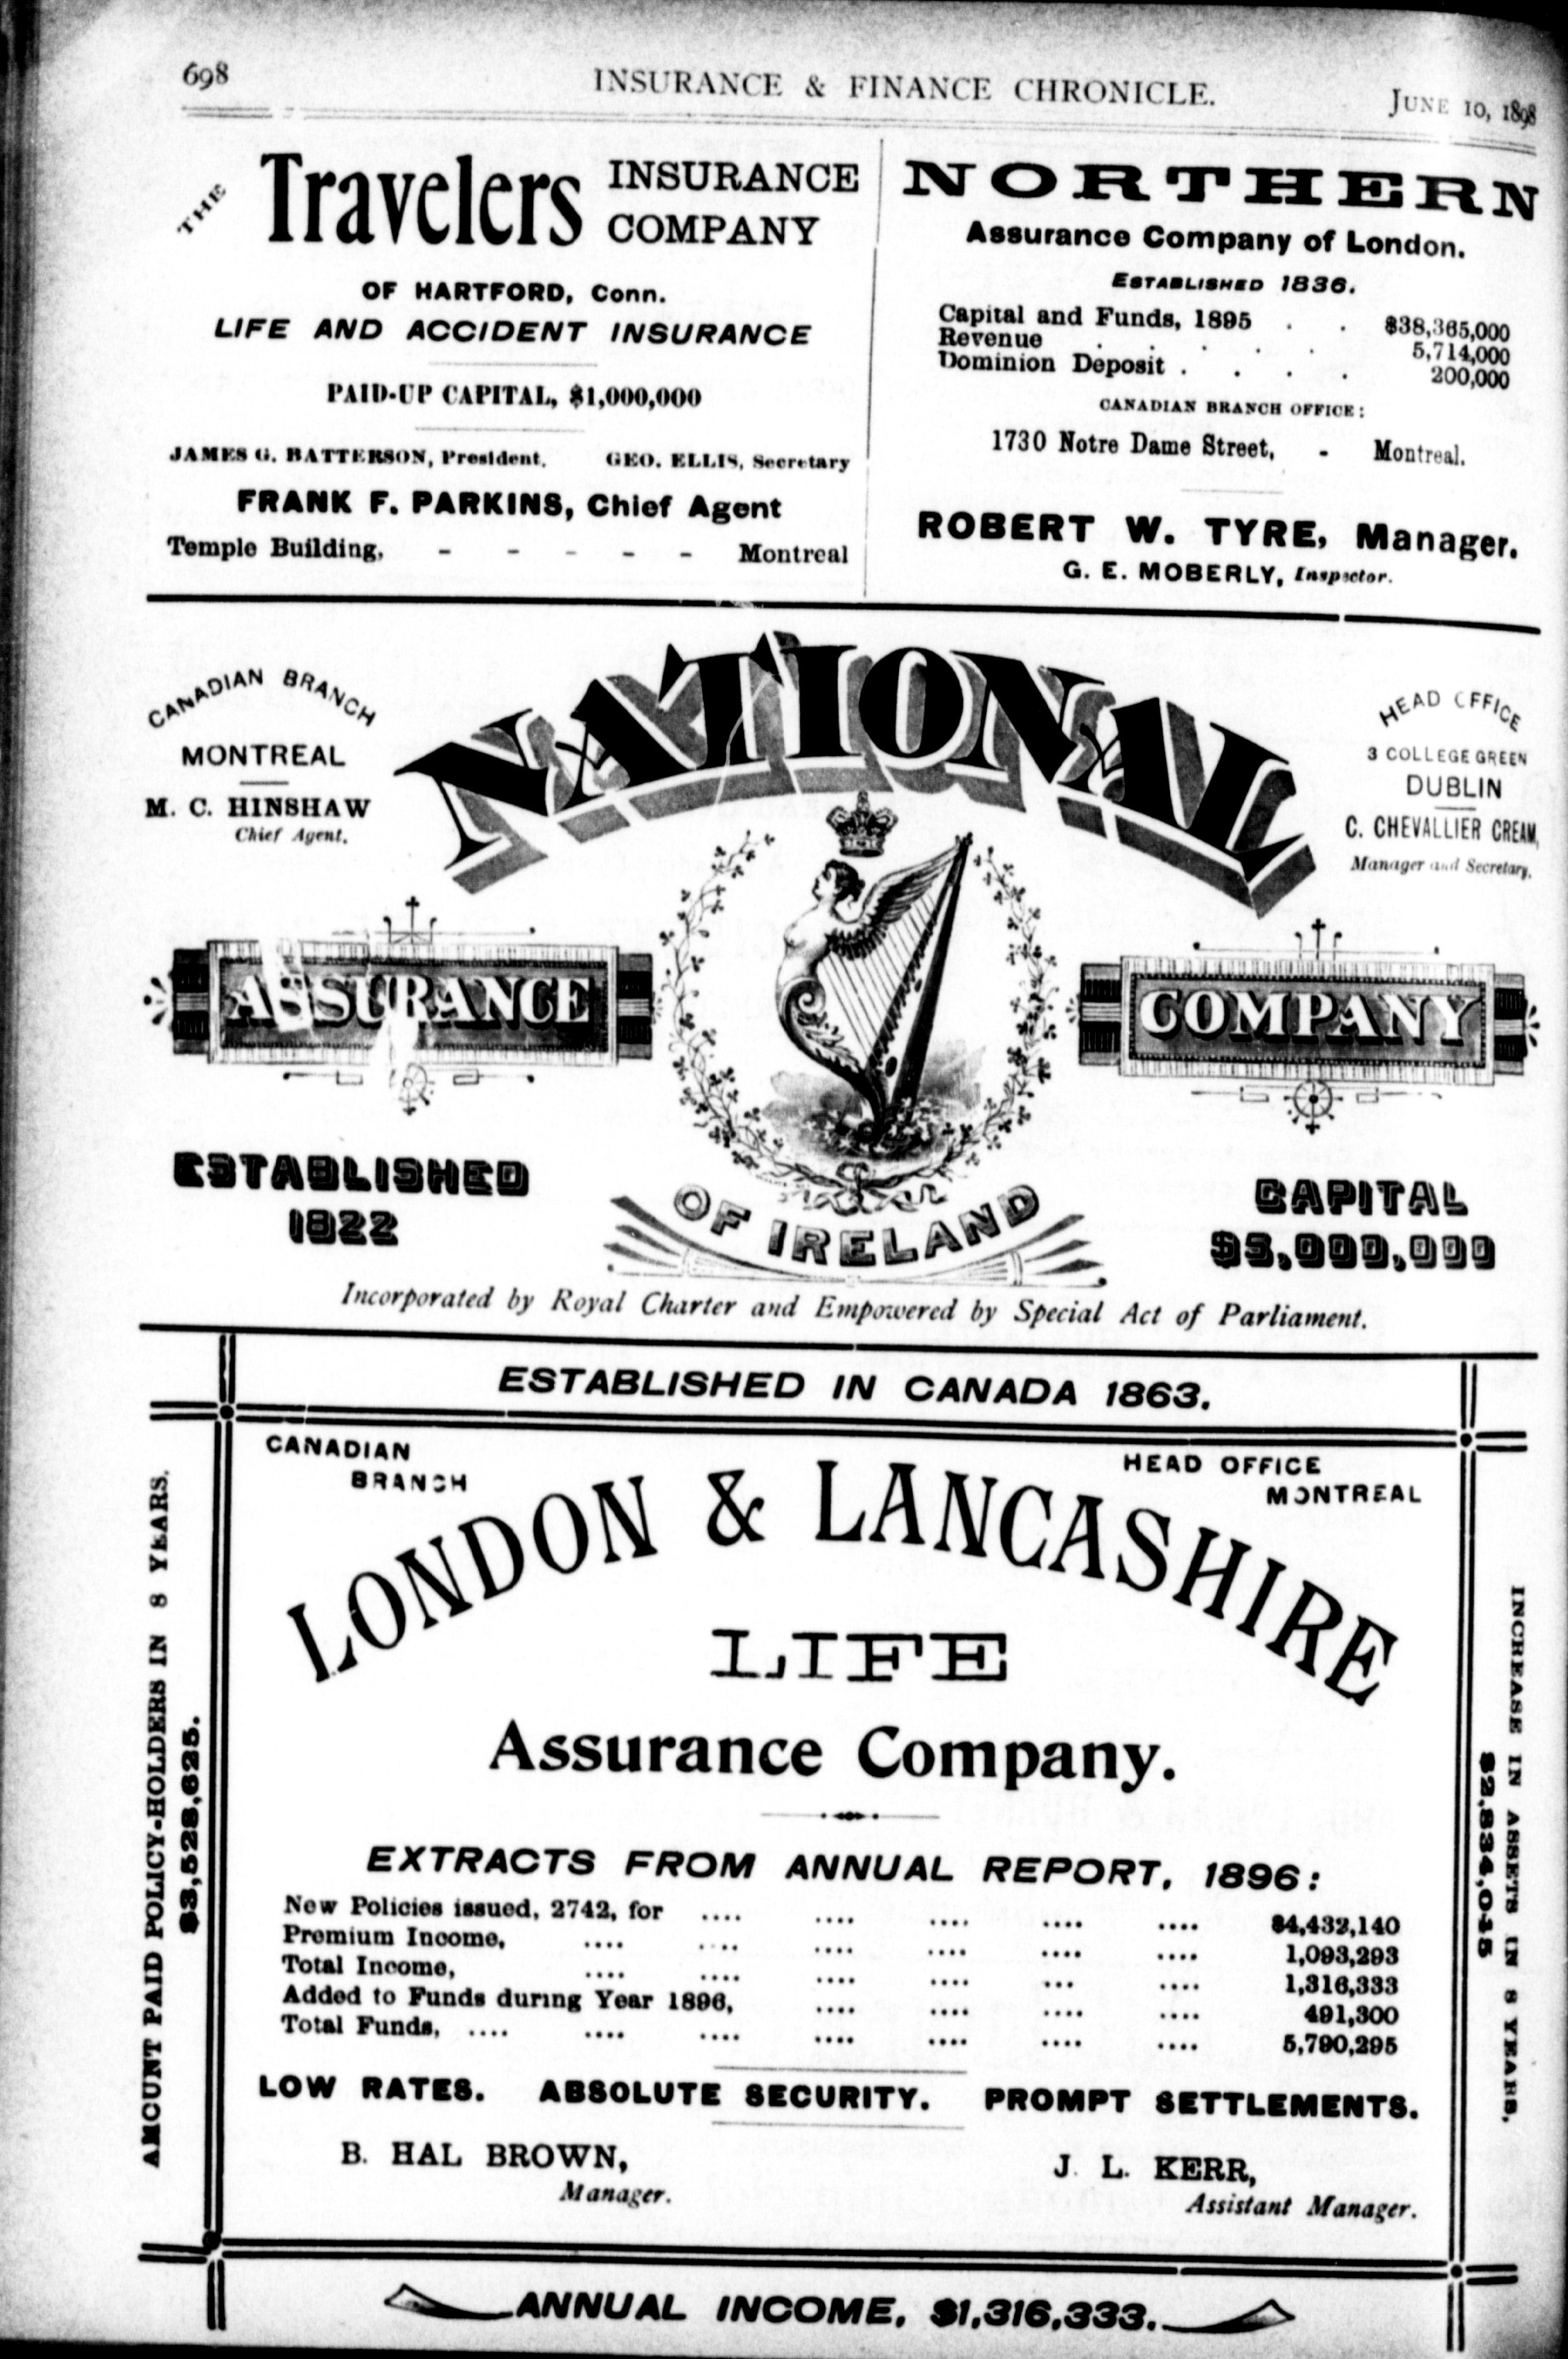 698
INSURANCE & FINANCE CHRONICLE.
JUNE 10, 1898
THE Travelers INSURANCE
COMPANY
OF HARTFORD, Conn.
LIFE AND ACCIDENT INSURANCE
PAID-UP CAPITAL, $1,000,000
JAMES G. BATTERSON, President. GEO. ELLIS, Secretary
FRANK F. PARKINS, Chief Agent
Temple Building, - - - - - Montreal
NORTHERN
Assurance Company of London.
ESTABLISHED 1836.
Capital and Funds, 1895 . . $38,365,000
Revenue . . . . . 5,714,000
Dominion Deposit . . . . 200,000
CANADIAN BRANCH OFFICE:
1730 Notre Dame Street, - Montreal.
ROBERT W. TYRE, Manager.
G. E. MOBERLY, Inspector.
CANADIAN BRANCH
MONTREAL
M. C. HINSHAW
Chief Agent.
NATIONAL
HEAD OFFICE
3 COLLEGE GREEN
DUBLIN
C. CHEVALLIER CREAM,
Manager and Secretary.
ASSURANCE
COMPANY
ESTABLISHED
1822
OF IRELAND
CAPITAL
$5,000,000
Incorporated by Royal Charter and Empowered by Special Act of Parliament.
ESTABLISHED IN CANADA 1863.
AMOUNT PAID POLICY-HOLDERS IN 8 YEARS.
$3,528,625.
CANADIAN
BRANCH
HEAD OFFICE
MONTREAL
LONDON & LANCASHIRE
LIFE
Assurance Company.
EXTRACTS FROM ANNUAL REPORT, 1896:
New Policies issued, 2742, for .... .... .... .... .... $4,432,140
Premium Income, .... .... .... .... .... .... 1,093,293
Total Income, .... .... .... .... ... .... 1,316,333
Added to Funds during Year 1896, .... .... .... .... 491,300
Total Funds, .... .... .... .... .... .... .... 5,790,295
LOW RATES. ABSOLUTE SECURITY. PROMPT SETTLEMENTS.
B. HAL BROWN,
Manager.
J. L. KERR,
Assistant Manager.
INCREASE IN ASSETS IN 8 YEARS,
$2,834,045
ANNUAL INCOME, $1,316,333.